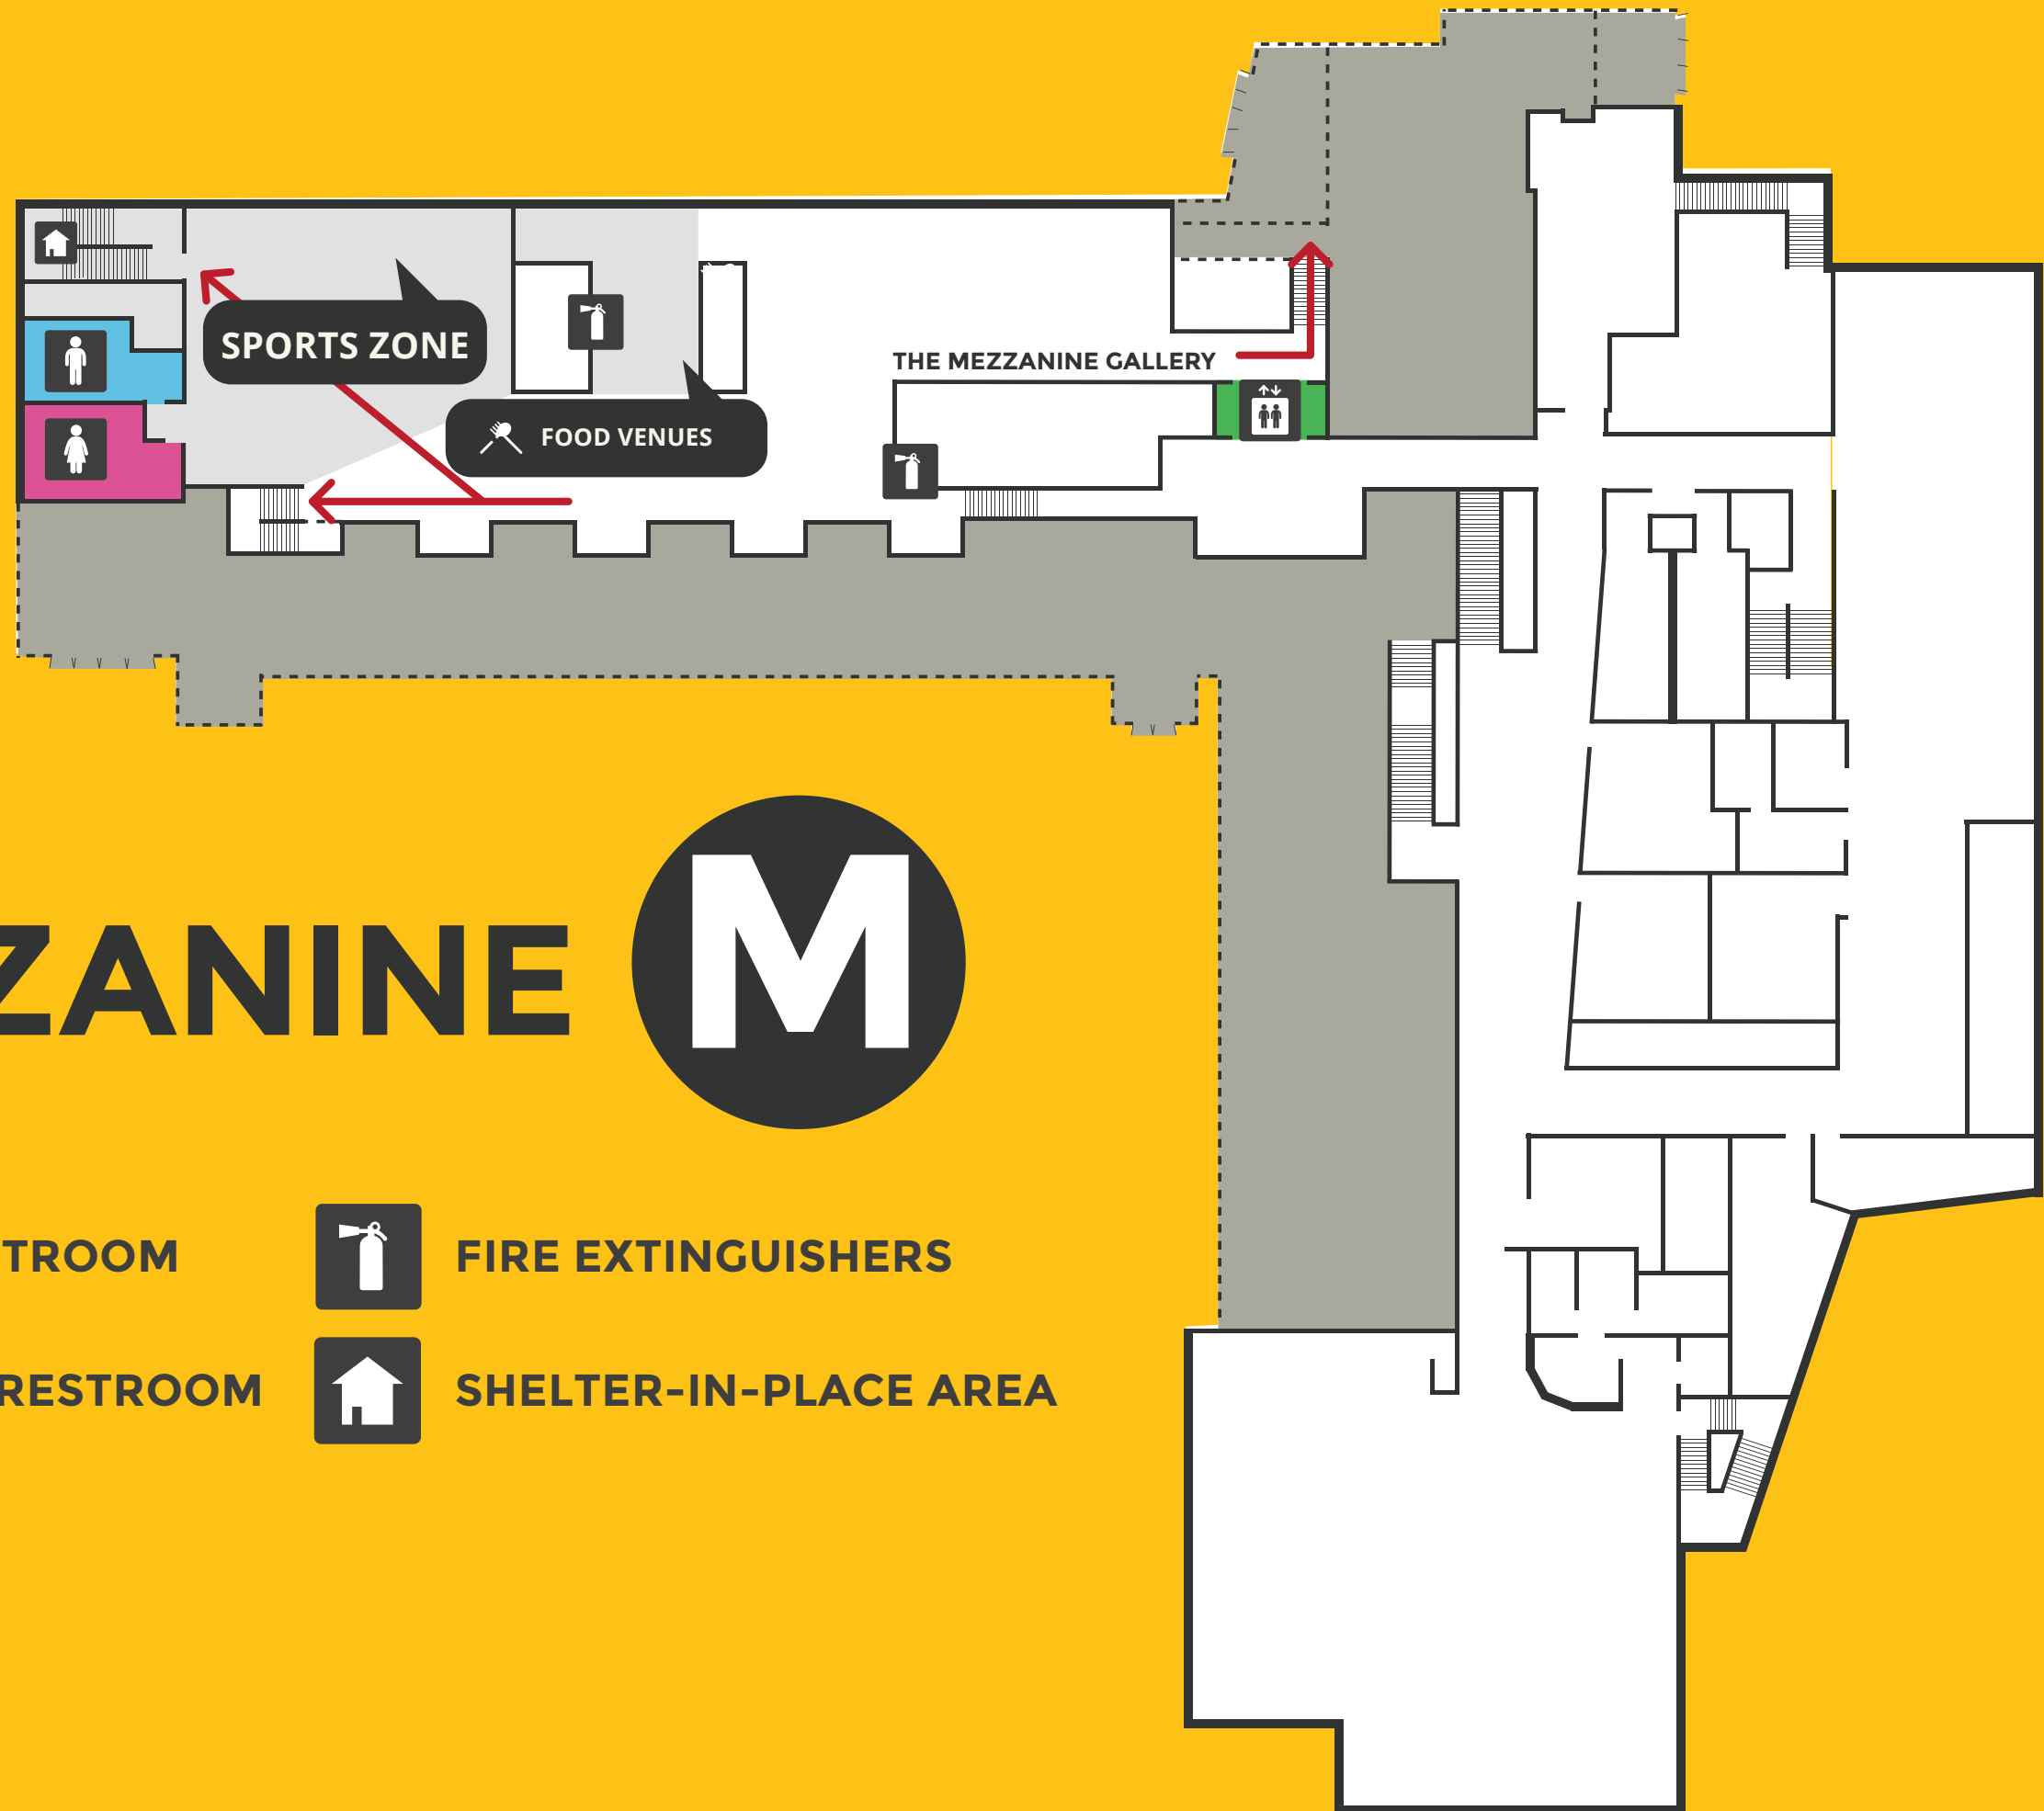 SPORTS ZONE
THE MEZZANINE GALLERY
FOOD VENUES
ZANINE M
TROOM
FIRE EXTINGUISHERS
RESTROOM
SHELTER-IN-PLACE AREA